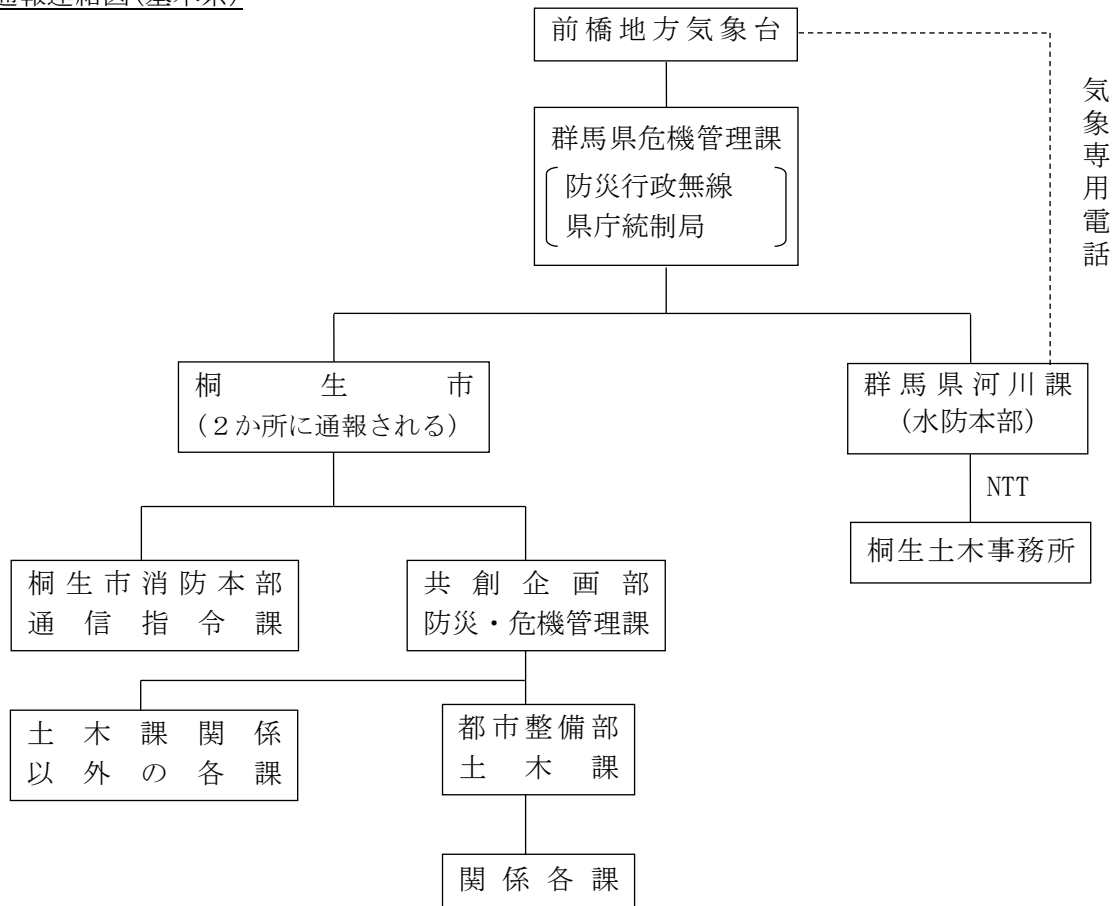 通報連絡図(基本系)
前橋地方気象台
気象専用電話
群馬県危機管理課
防災行政無線
県庁統制局
桐生市
(２か所に通報される)
群馬県河川課
(水防本部)
NTT
桐生土木事務所
桐生市消防本部
通信指令課
共創企画部
防災・危機管理課
土木課関係
以外の各課
都市整備部
土木課
関係各課